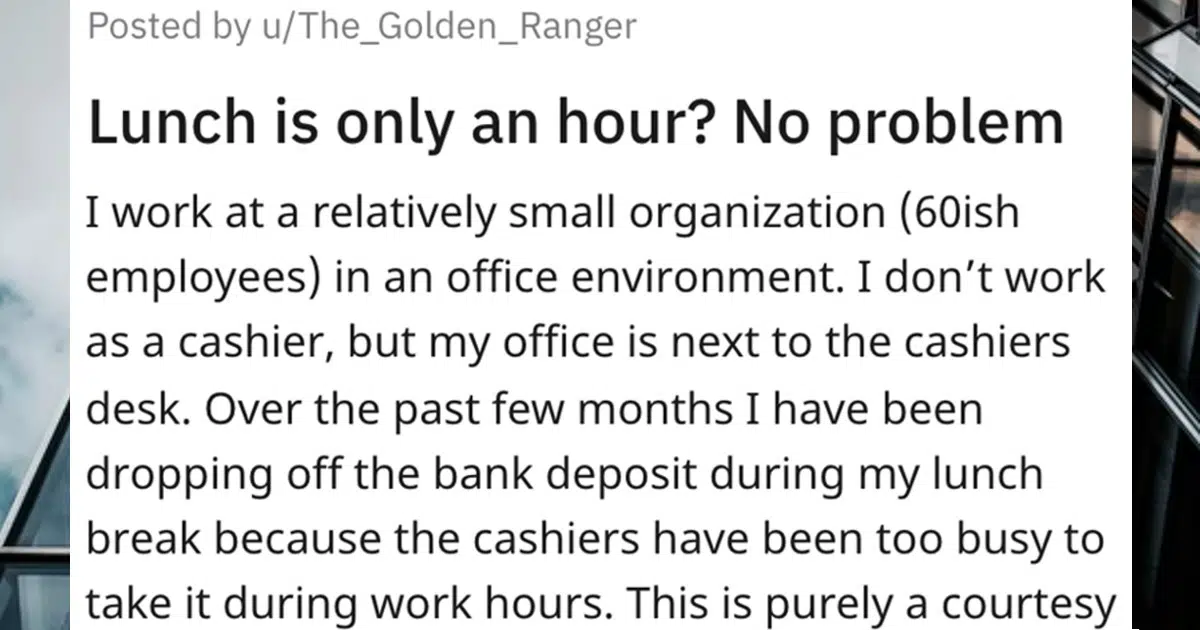 Posted by u/The_Golden_Ranger
Lunch is only an hour? No problem
I work at a relatively small organization (60ish
employees) in an office environment. I don’t work
as a cashier, but my office is next to the cashiers
desk. Over the past few months I have been
dropping off the bank deposit during my lunch
break because the cashiers have been too busy to
take it during work hours. This is purely a courtesy